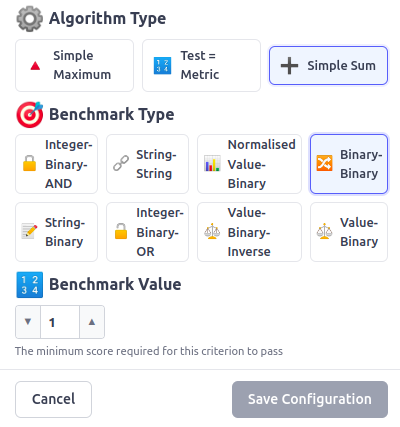 Algorithm Type
Simple
Maximum
Test =
Metric
Simple Sum
Benchmark Type
Integer-
Binary-
AND
String-
String
Normalised
Value-
Binary
Binary-
Binary
String-
Binary
Integer-
Binary-
OR
Value-
Binary-
Inverse
Value-
Binary
Benchmark Value
1
The minimum score required for this criterion to pass
Cancel
Save Configuration